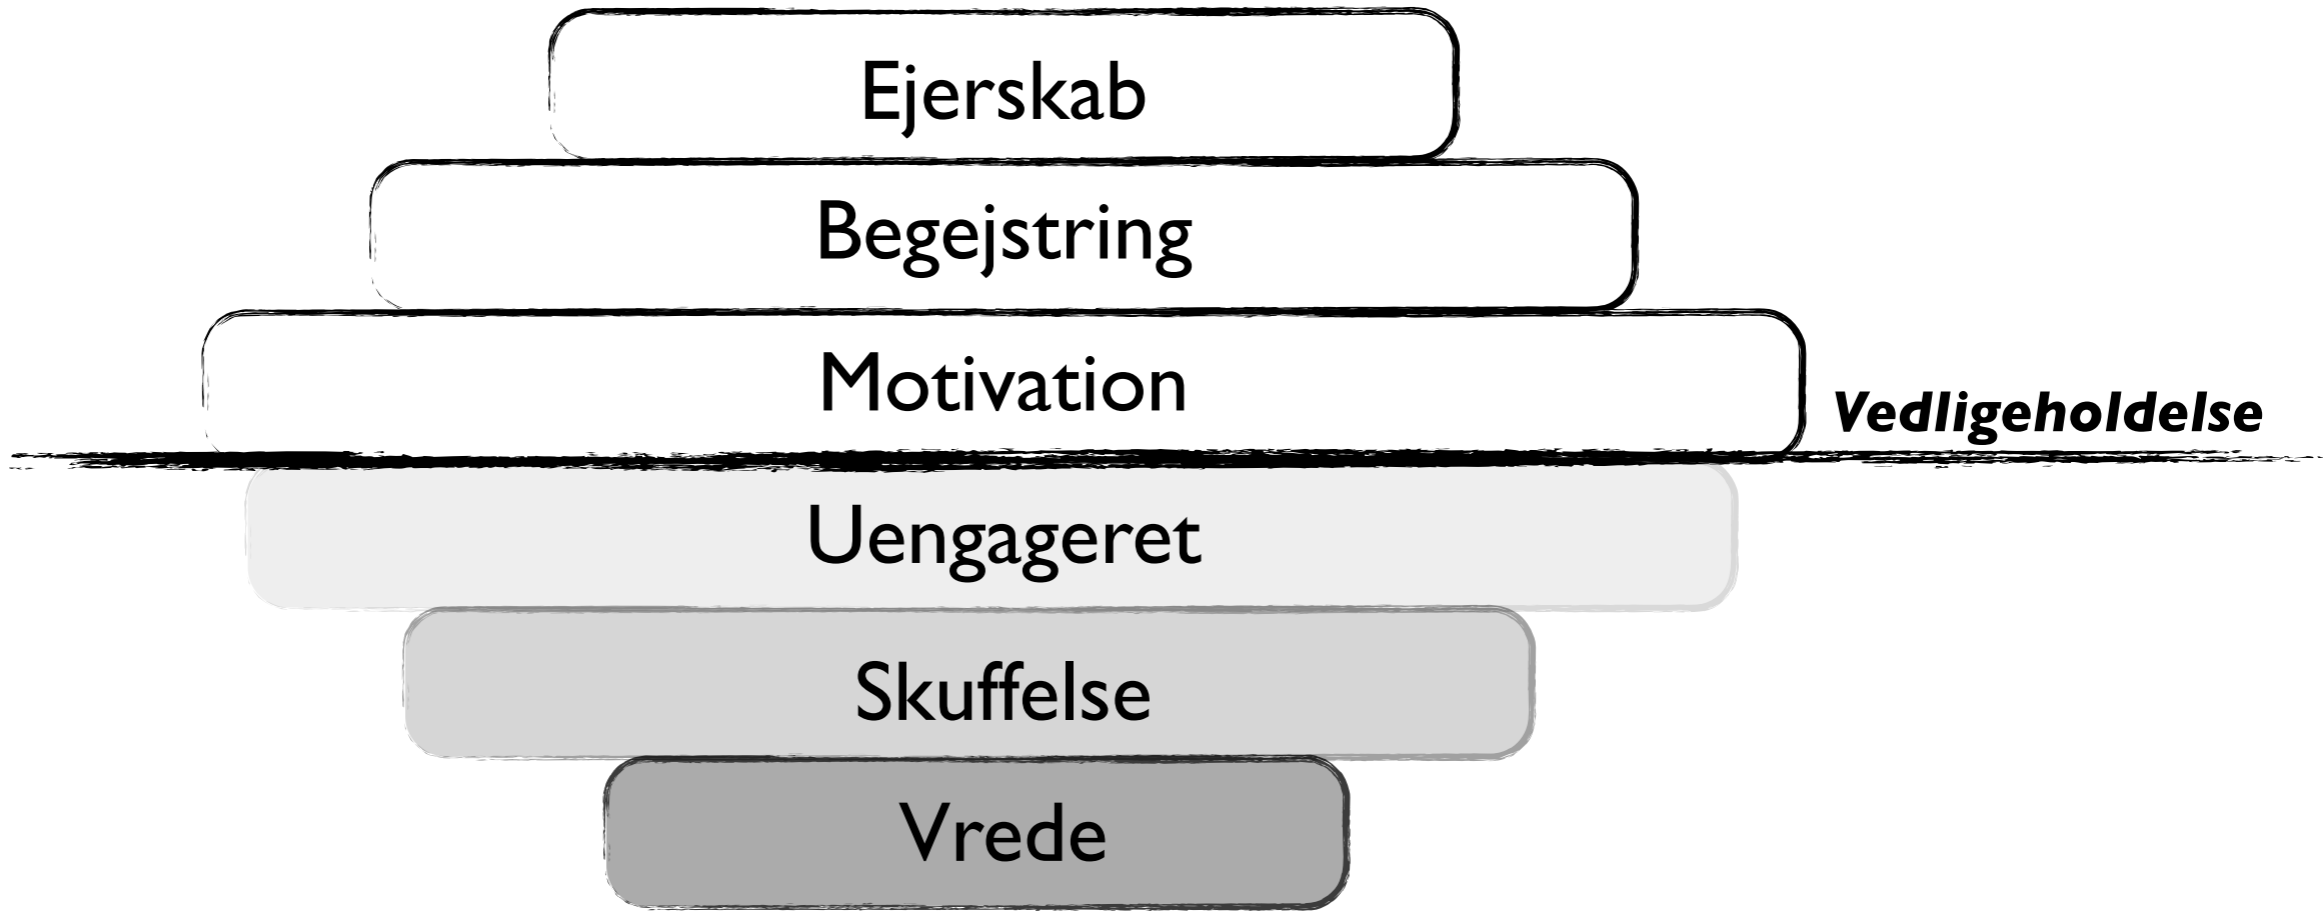 Ejerskab
Begejstring
Motivation
Vedligeholdelse
Uengageret
Skuffelse
Vrede